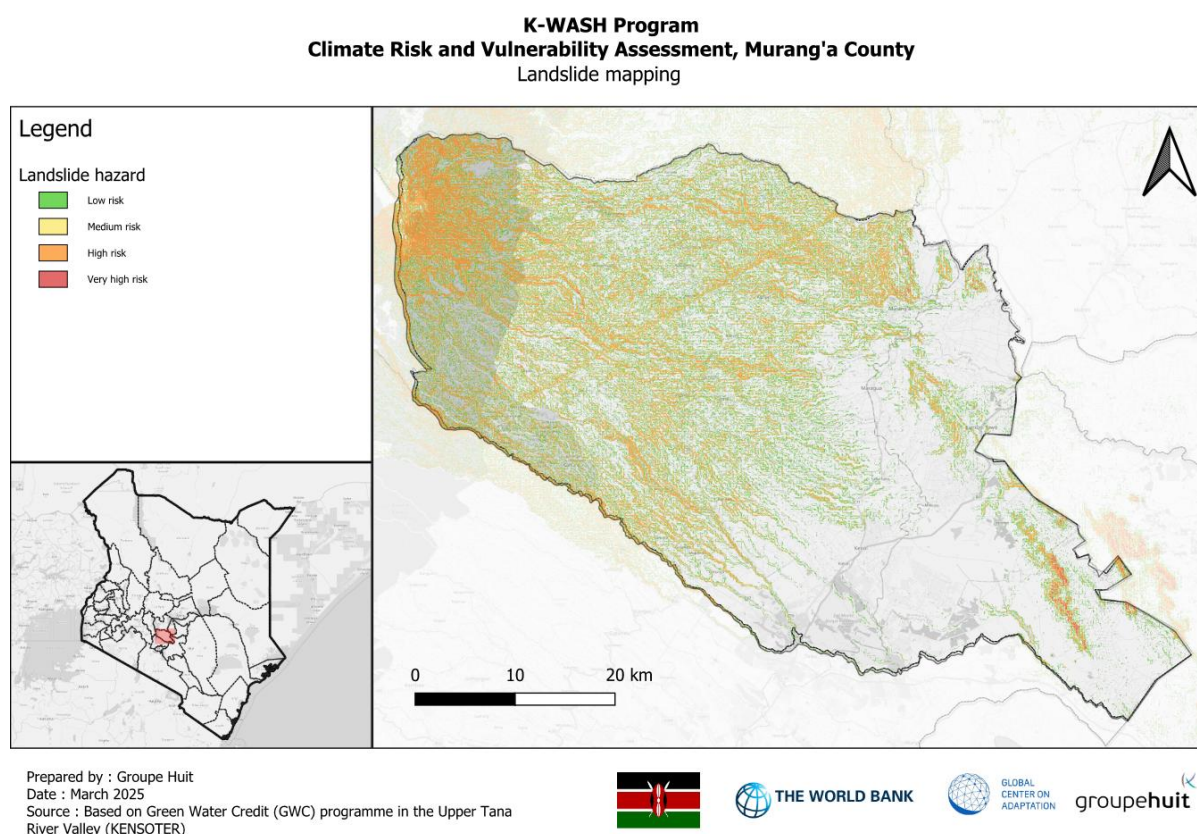 K-WASH Program
Climate Risk and Vulnerability Assessment, Murang'a County
Landslide mapping
Legend
Landslide hazard
Low risk
Medium risk
High risk
Very high risk
0 10 20 km
Prepared by : Groupe Huit
Date : March 2025
Source : Based on Green Water Credit (GWC) programme in the Upper Tana
River Valley (KENSOTER)
THE WORLD BANK
GLOBAL
CENTER ON
ADAPTATION
groupehuit